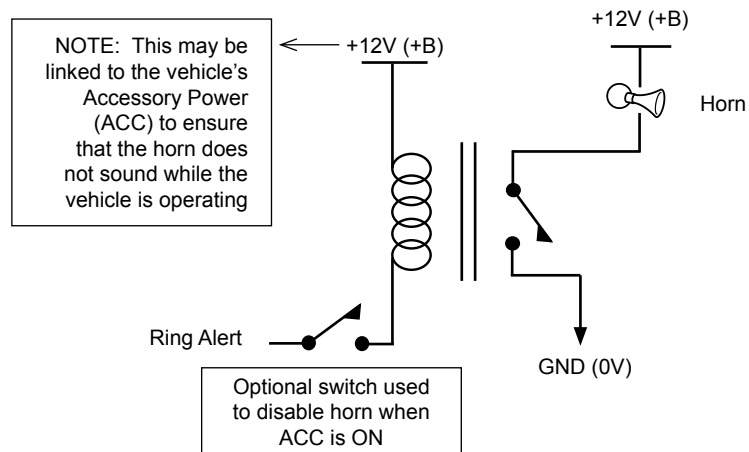 NOTE:  This may be
linked to the vehicle's
Accessory Power
(ACC) to ensure
that the horn does
not sound while the
vehicle is operating
+12V (+B)
+12V (+B)
Horn
Ring Alert
GND (0V)
Optional switch used
to disable horn when
ACC is ON